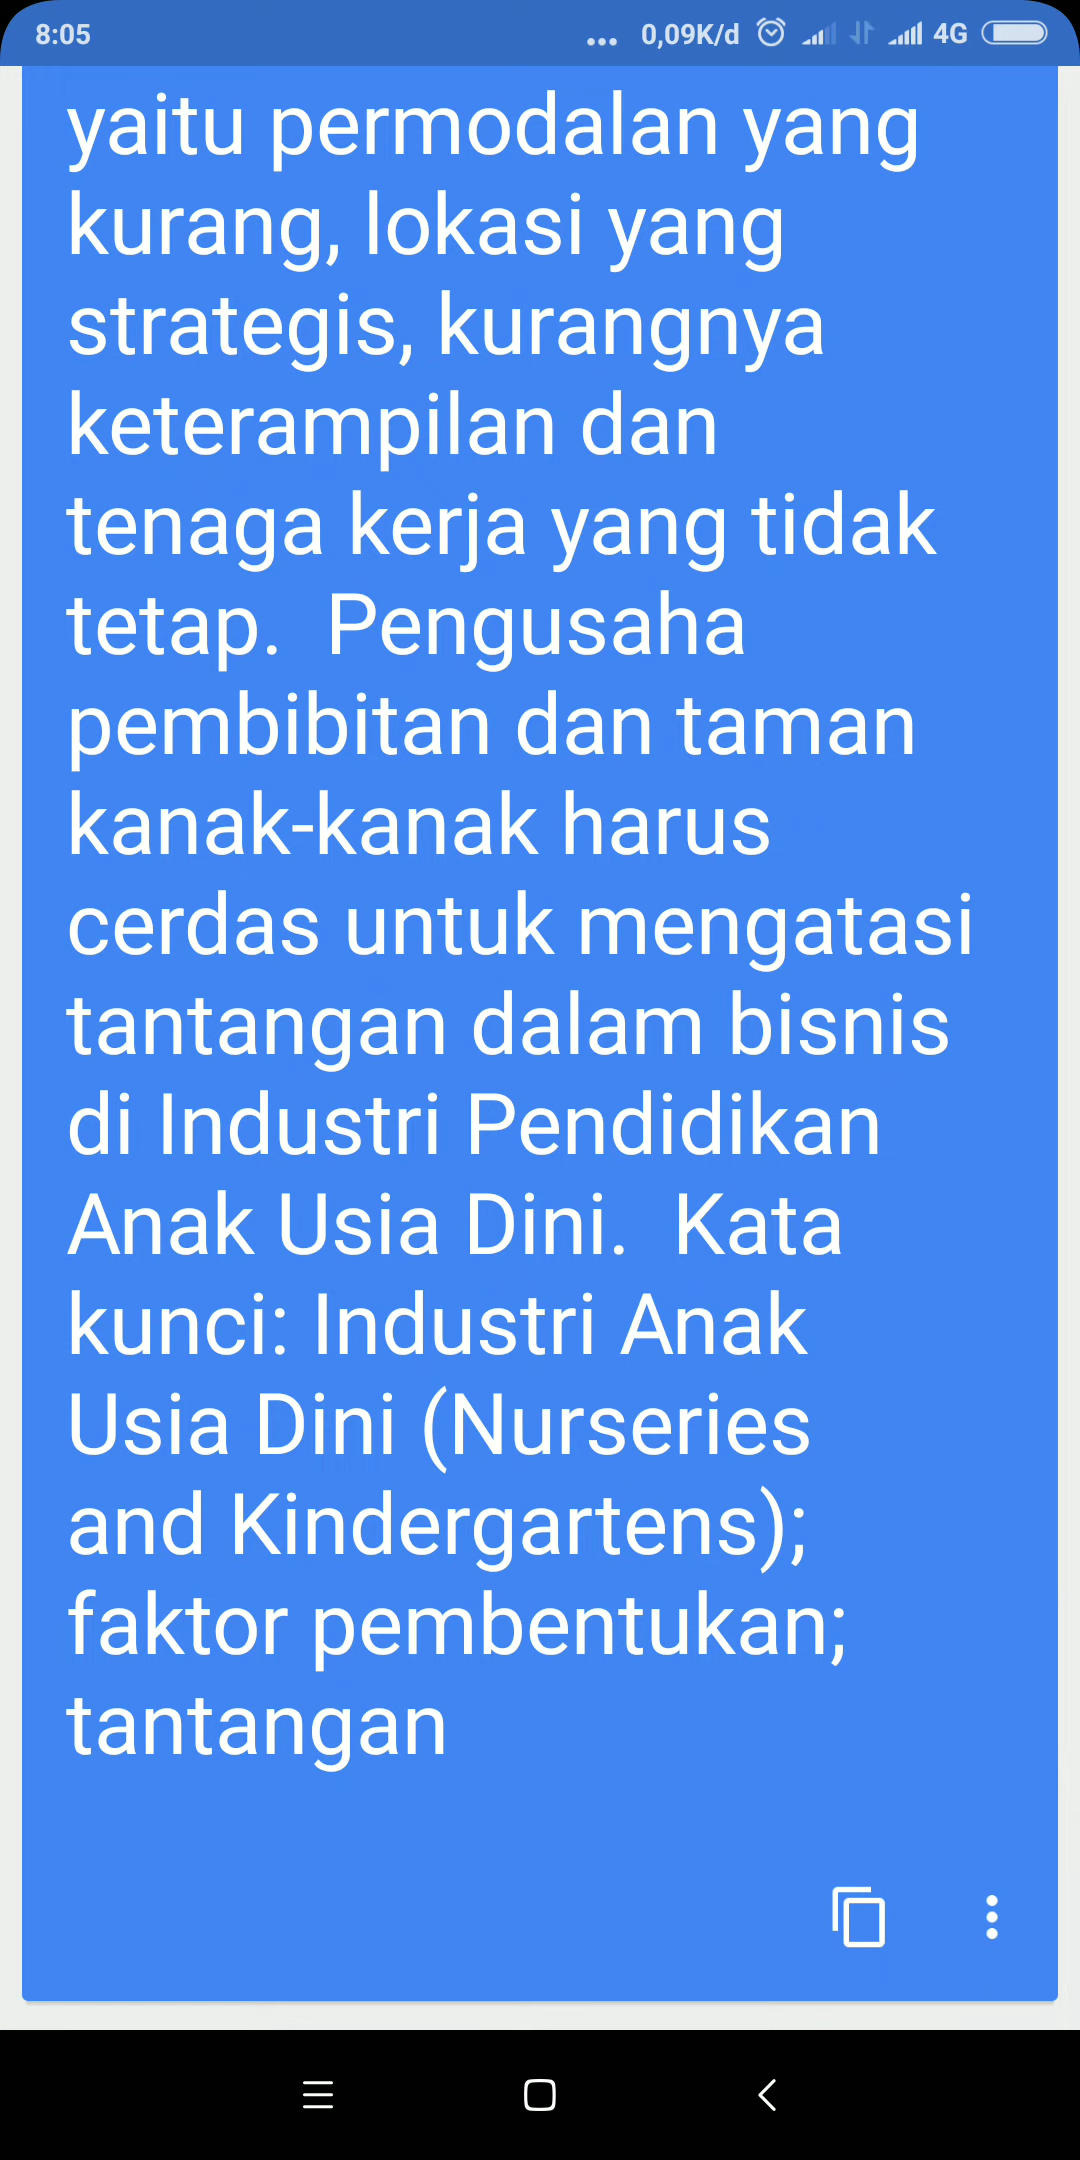 8:05 ... 0,09K/d 4G
yaitu permodalan yang
kurang, lokasi yang
strategis, kurangnya
keterampilan dan
tenaga kerja yang tidak
tetap.  Pengusaha
pembibitan dan taman
kanak-kanak harus
cerdas untuk mengatasi
tantangan dalam bisnis
di Industri Pendidikan
Anak Usia Dini.  Kata
kunci: Industri Anak
Usia Dini (Nurseries
and Kindergartens);
faktor pembentukan;
tantangan